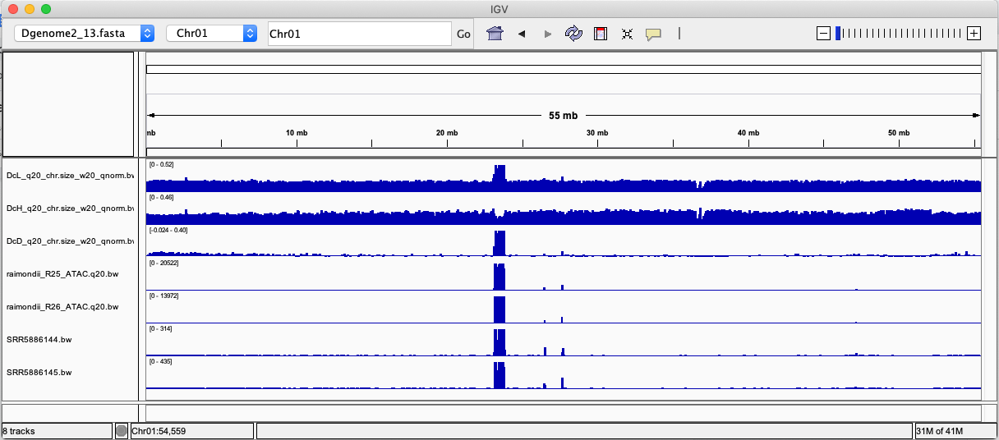 IGV
Dgenome2_13.fasta Chr01 Chr01 Go
55 mb
mb 10 mb 20 mb 30 mb 40 mb 50 mb
[0 - 0.52]
DcL_q20_chr.size_w20_qnorm.bw
[0 - 0.46]
DcH_q20_chr.size_w20_qnorm.bw
[-0.024 - 0.40]
DcD_q20_chr.size_w20_qnorm.bw
[0 - 20522]
raimondii_R25_ATAC.q20.bw
[0 - 13972]
raimondii_R26_ATAC.q20.bw
[0 - 314]
SRR5886144.bw
[0 - 435]
SRR5886145.bw
8 tracks Chr01:54,559 31M of 41M